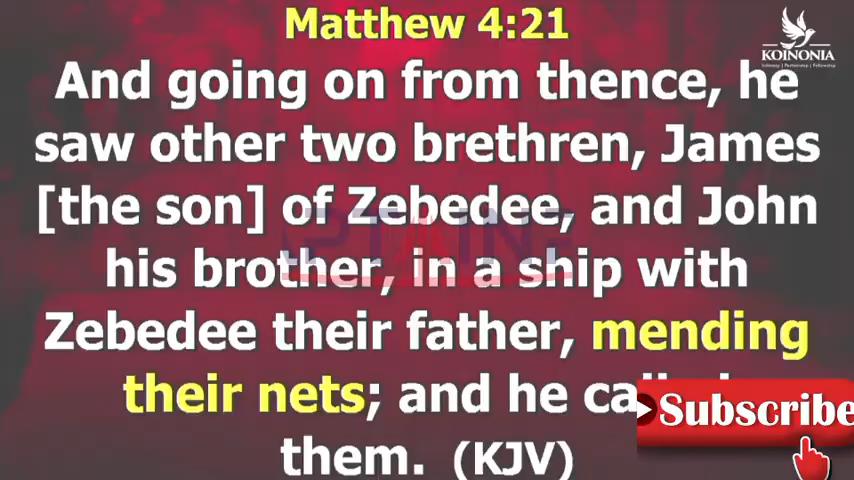 Matthew 4:21
KOINONIA
And going on from thence, he
saw other two brethren, James
[the son] of Zebedee, and John
his brother, in a ship with
Zebedee their father, mending
their nets; and he
Subscribe
them. (KJV)